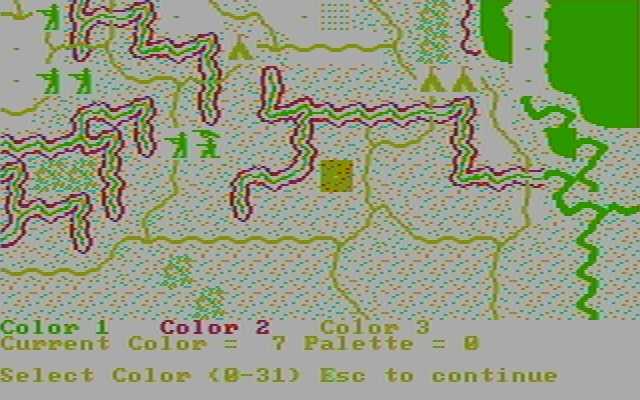 Color 1 Color 2 Color 3
Current Color = 7 Palette = 0
Select Color (0-31) Esc to continue